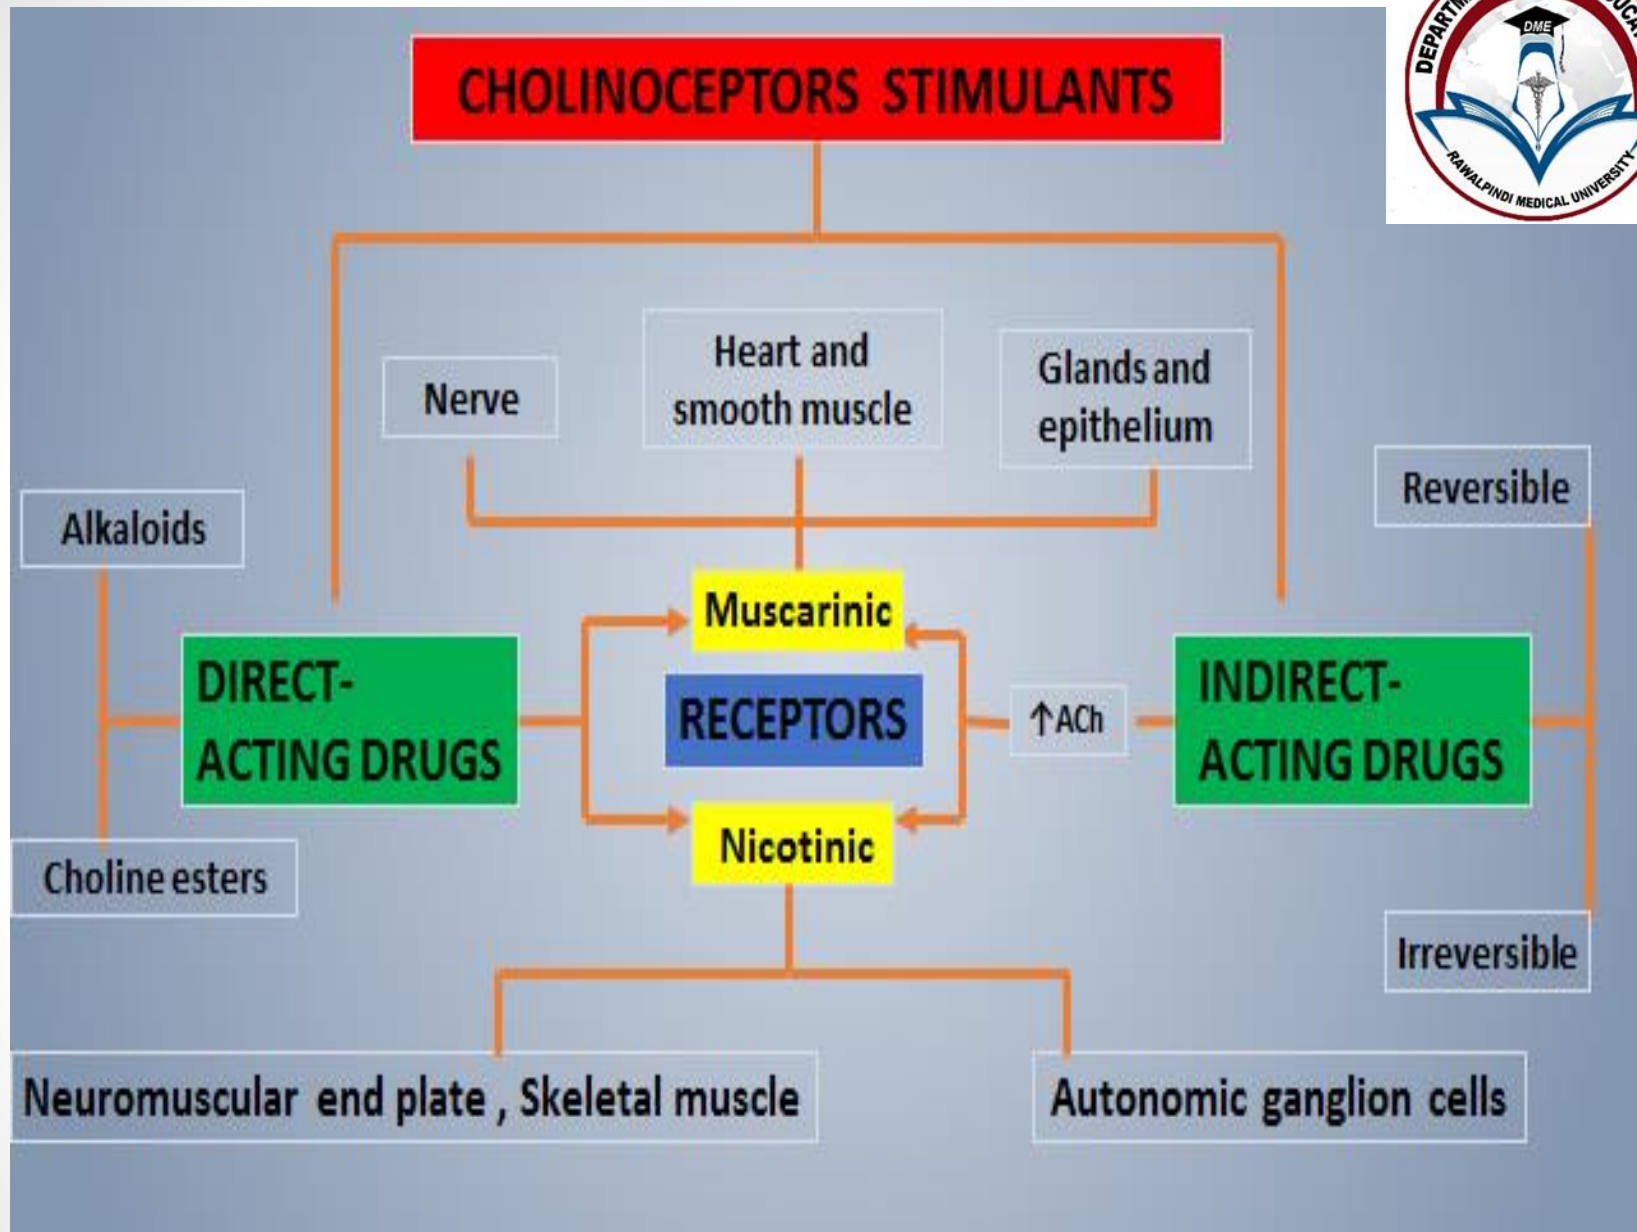 CHOLINOCEPTORS STIMULANTS
DME
RAWALPINDI MEDICAL UNIVERSITY
Nerve
Heart and
smooth muscle
Glands and
epithelium
Alkaloids
Reversible
Muscarinic
DIRECT-
ACTING DRUGS
RECEPTORS
↑ACh
INDIRECT-
ACTING DRUGS
Nicotinic
Choline esters
Irreversible
Neuromuscular end plate , Skeletal muscle
Autonomic ganglion cells